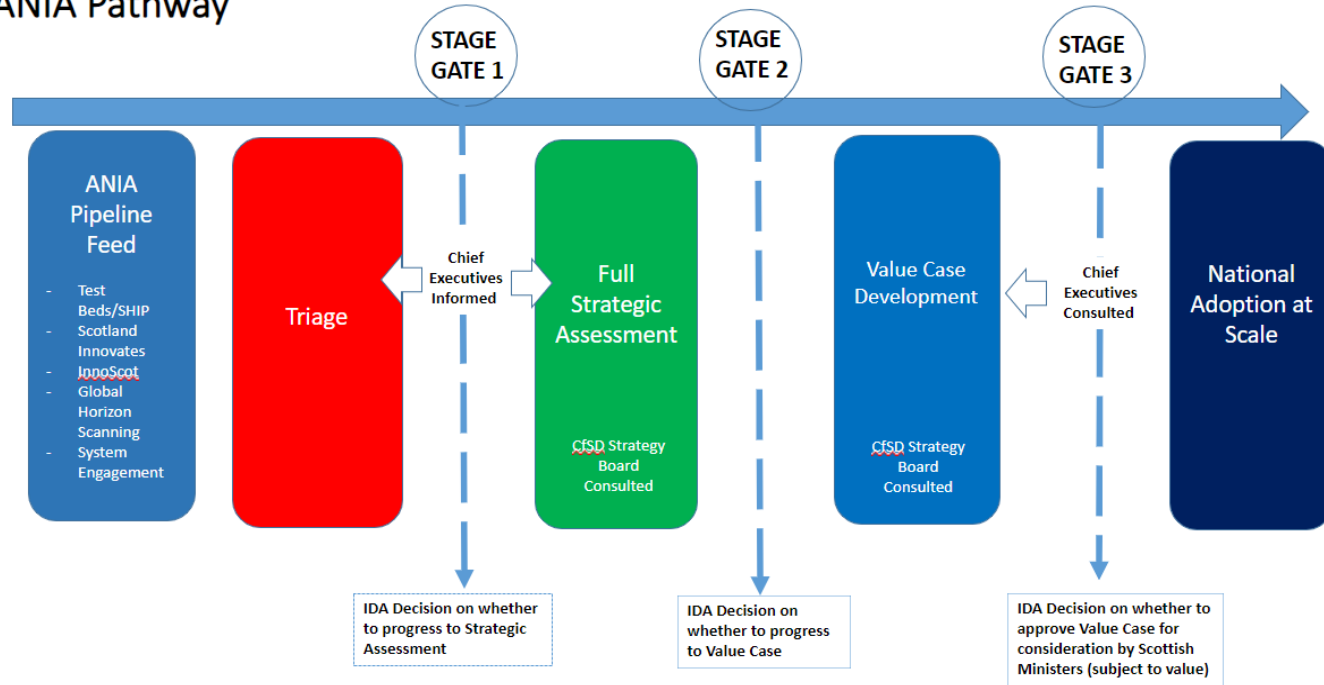 ANIA Pathway
STAGE
GATE 1
STAGE
GATE 2
STAGE
GATE 3
ANIA
Pipeline
Feed
- Test
Beds/SHIP
- Scotland
Innovates
- InnoScot
- Global
Horizon
Scanning
- System
Engagement
Triage
Chief
Executives
Informed
Full
Strategic
Assessment
CfSD Strategy
Board
Consulted
Value Case
Development
CfSD Strategy
Board
Consulted
Chief
Executives
Consulted
National
Adoption at
Scale
IDA Decision on whether
to progress to Strategic
Assessment
IDA Decision on
whether to progress
to Value Case
IDA Decision on whether to
approve Value Case for
consideration by Scottish
Ministers (subject to value)